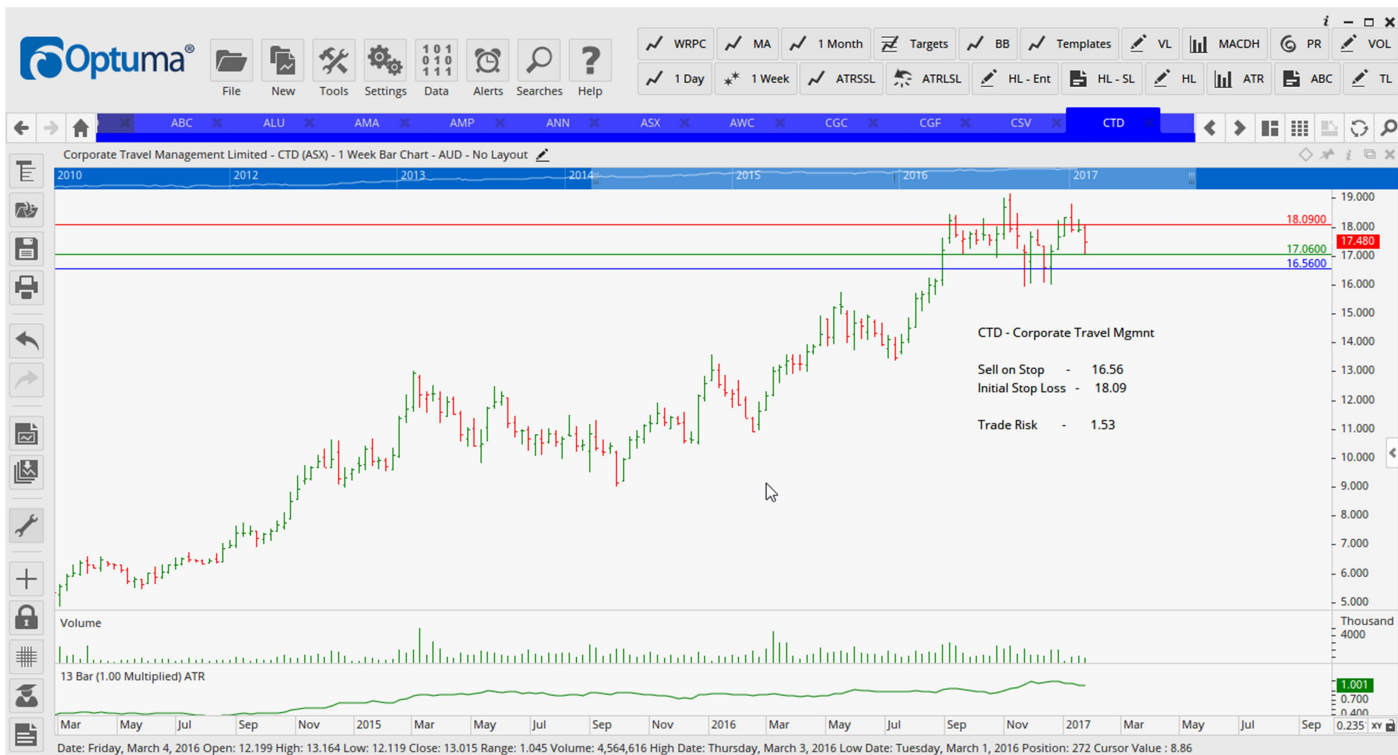 i
Optuma®
File New Tools Settings Data Alerts Searches Help
101
010
111
WRPC MA 1 Month Targets BB Templates VL MACDH PR VOL
1 Day 1 Week ATRSSL ATRLSL HL - Ent HL - SL HL ATR ABC TL
ABC ALU AMA AMP ANN ASX AWC CGC CGF CSV CTD
Corporate Travel Management Limited - CTD (ASX) - 1 Week Bar Chart - AUD - No Layout
2010 2012 2013 2014 2015 2016 2017
19.000
18.0900
18.000
17.480
17.0600
17.000
16.5600
16.000
15.000
CTD - Corporate Travel Mgmnt
14.000
Sell on Stop - 16.56
13.000
Initial Stop Loss - 18.09
12.000
Trade Risk - 1.53
11.000
10.000
9.000
8.000
7.000
6.000
5.000
Volume Thousand
4000
13 Bar (1.00 Multiplied) ATR
1.001
0.700
0.400
Mar May Jul Sep Nov 2015 Mar May Jul Sep Nov 2016 Mar May Jul Sep Nov 2017 Mar May Jul Sep 0.235 XY
Date: Friday, March 4, 2016 Open: 12.199 High: 13.164 Low: 12.119 Close: 13.015 Range: 1.045 Volume: 4,564,616 High Date: Thursday, March 3, 2016 Low Date: Tuesday, March 1, 2016 Position: 272 Cursor Value : 8.86